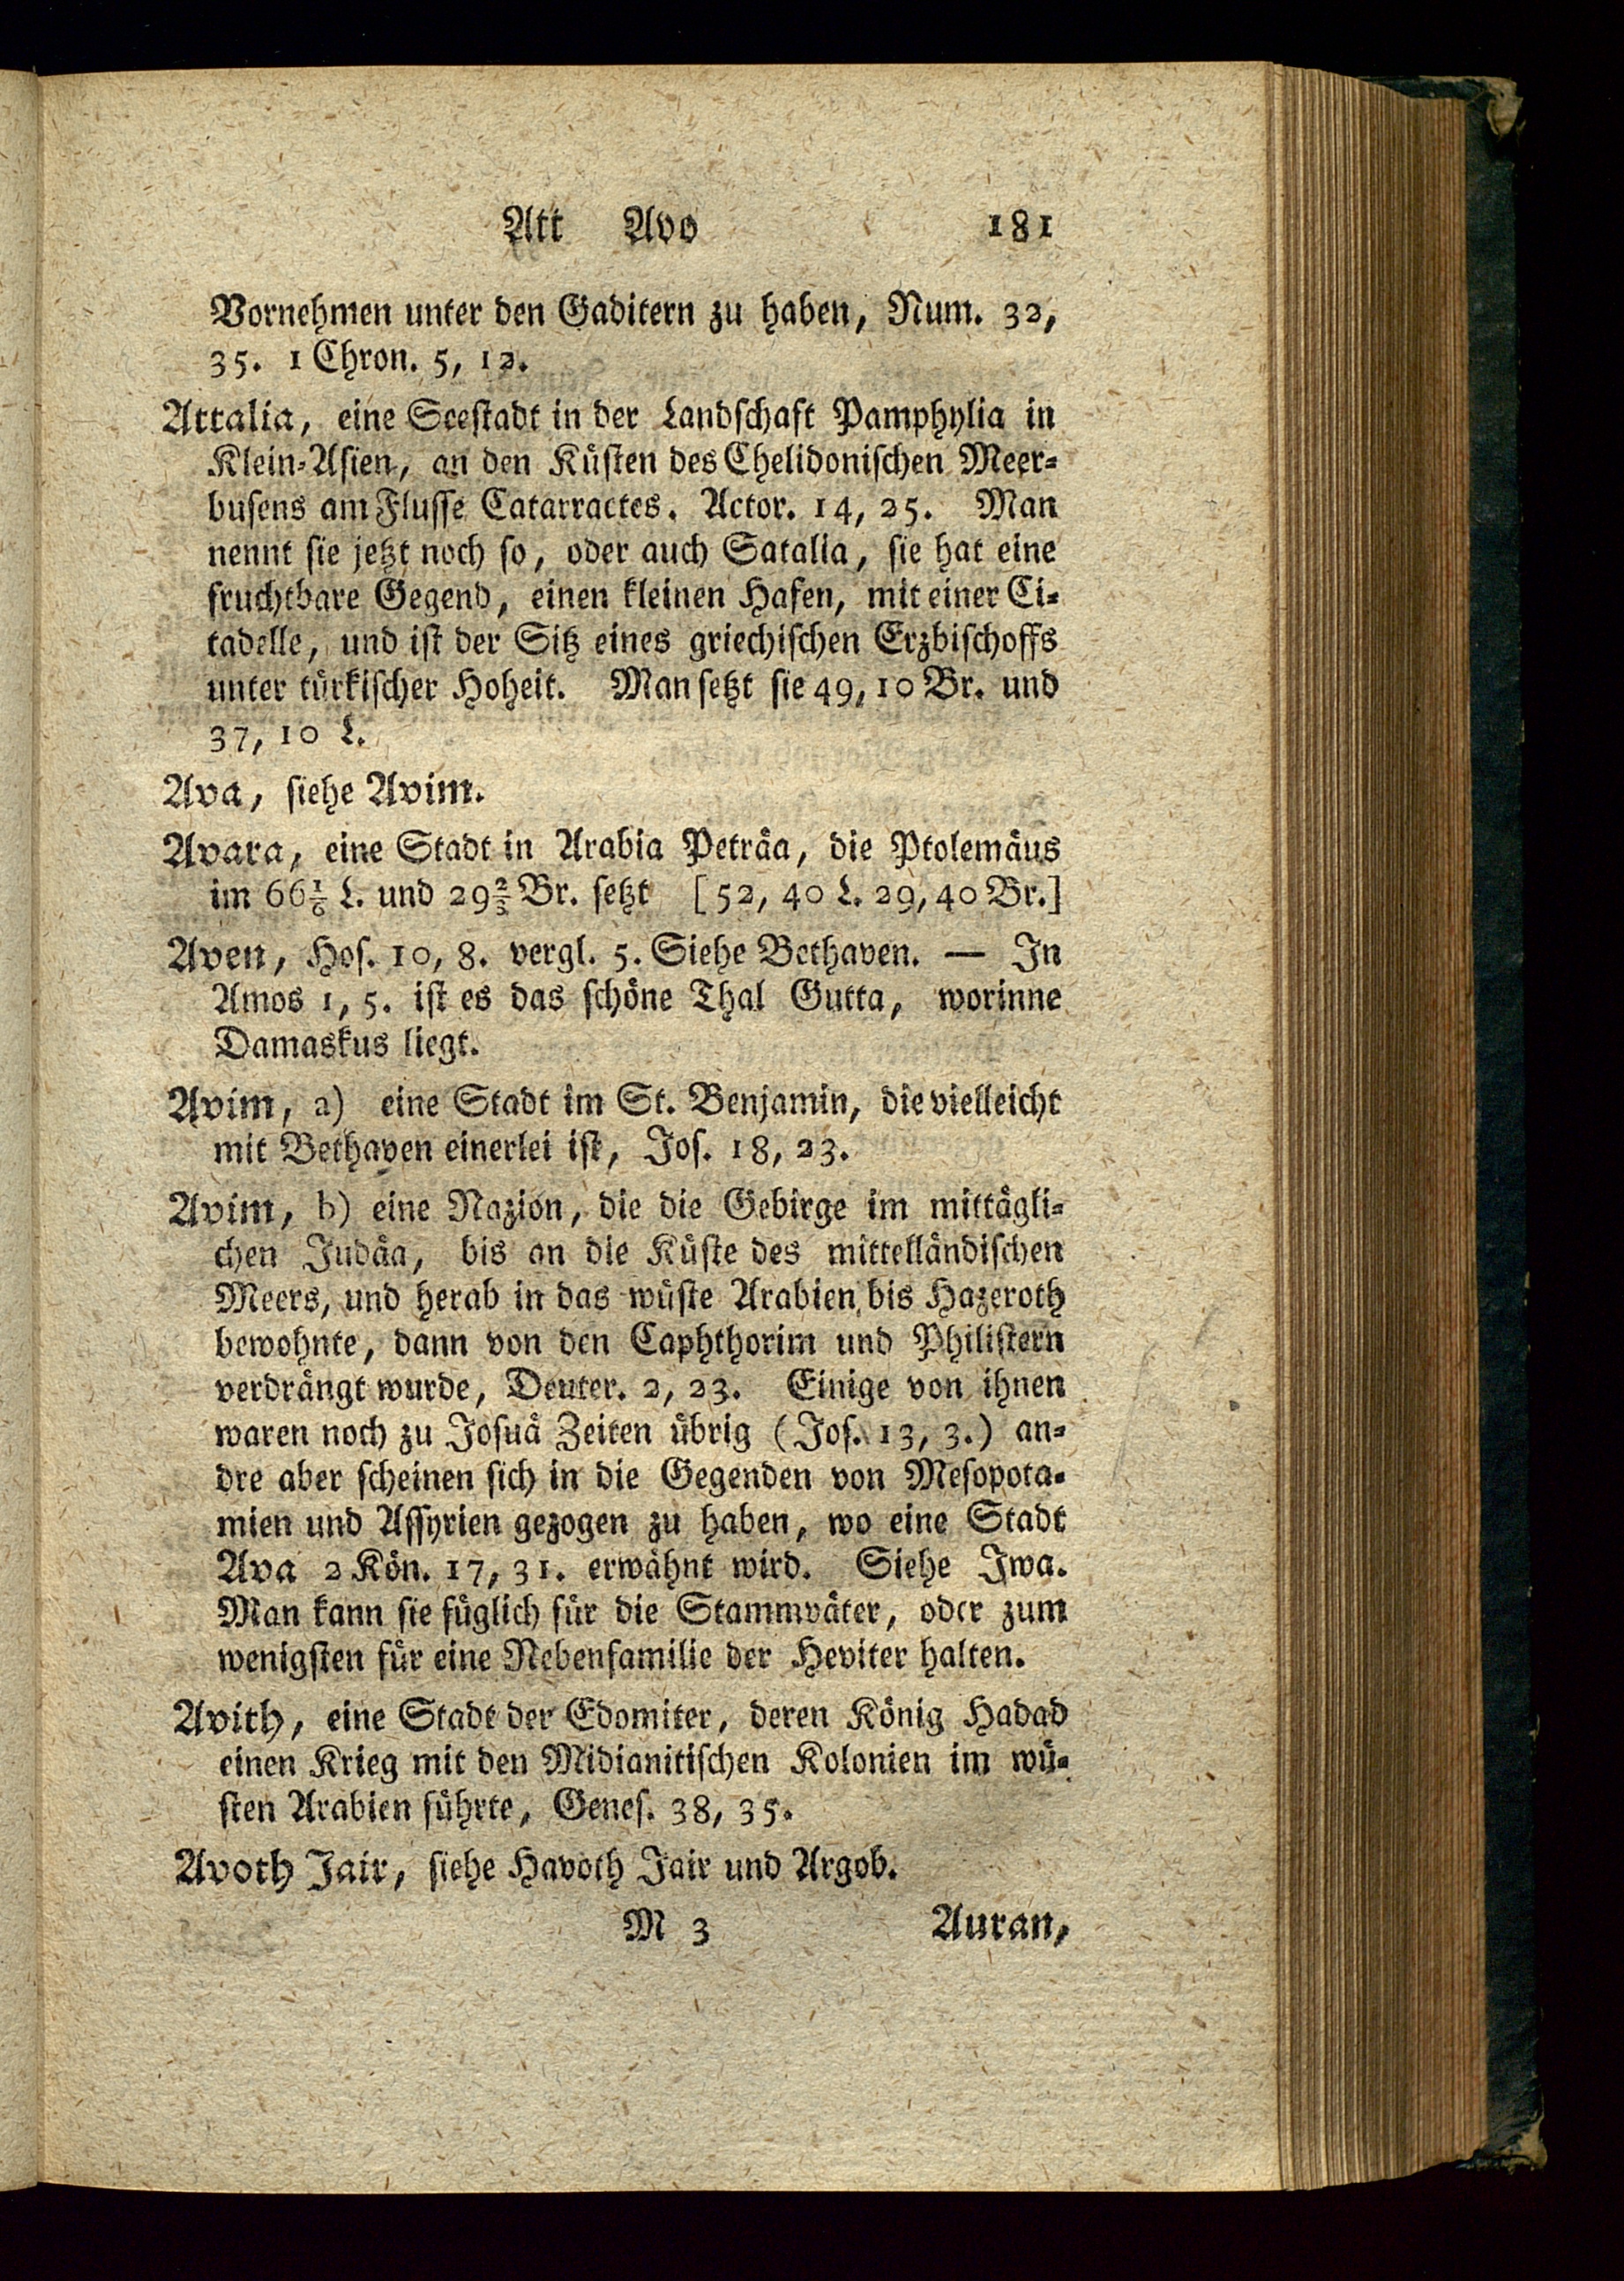 Att Avo 181
Vornehmen unter den Gaditern zu haben, Num. 32,
35. 1 Chron. 5, 12.
Attalia, eine Seestadt in der Landschaft Pamphylia in
Klein-Asien, an den Küsten des Chelidonischen Meer-
busens am Flusse Catarractes. Actor. 14, 25. Man
nennt sie jetzt noch so, oder auch Satalia, sie hat eine
fruchtbare Gegend, einen kleinen Hafen, mit einer Ci-
tadelle, und ist der Sitz eines griechischen Erzbischoffs
unter türkischer Hoheit. Man setzt sie 49, 10 Br. und
37, 10 L.
Ava, siehe Avim.
Avara, eine Stadt in Arabia Peträa, die Ptolemäus
im 66 1/6 L. und 29 2/3 Br. setzt [52, 40 L. 29, 40 Br.]
Aven, Hos. 10, 8. vergl. 5. Siehe Bethaven. — In
Amos 1, 5. ist es das schöne Thal Gutta, worinne
Damaskus liegt.
Avim, a) eine Stadt im St. Benjamin, die vielleicht
mit Bethaven einerlei ist, Jos. 18, 23.
Avim, b) eine Nazion, die die Gebirge im mittägli-
chen Judäa, bis an die Küste des mittelländischen
Meers, und herab in das wüste Arabien bis Hazeroth
bewohnte, dann von den Caphthorim und Philistern
verdrängt wurde, Deuter. 2, 23. Einige von ihnen
waren noch zu Josuä Zeiten übrig (Jos. 13, 3.) an-
dre aber scheinen sich in die Gegenden von Mesopota-
mien und Assyrien gezogen zu haben, wo eine Stadt
Ava 2 Kön. 17, 31. erwähnt wird. Siehe Iwa.
Man kann sie füglich für die Stammväter, oder zum
wenigsten für eine Nebenfamilie der Heviter halten.
Avith, eine Stadt der Edomiter, deren König Hadad
einen Krieg mit den Midianitischen Kolonien im wü-
sten Arabien führte, Genes. 38, 35.
Avoth Jair, siehe Havoth Jair und Argob.
M 3 Auran,